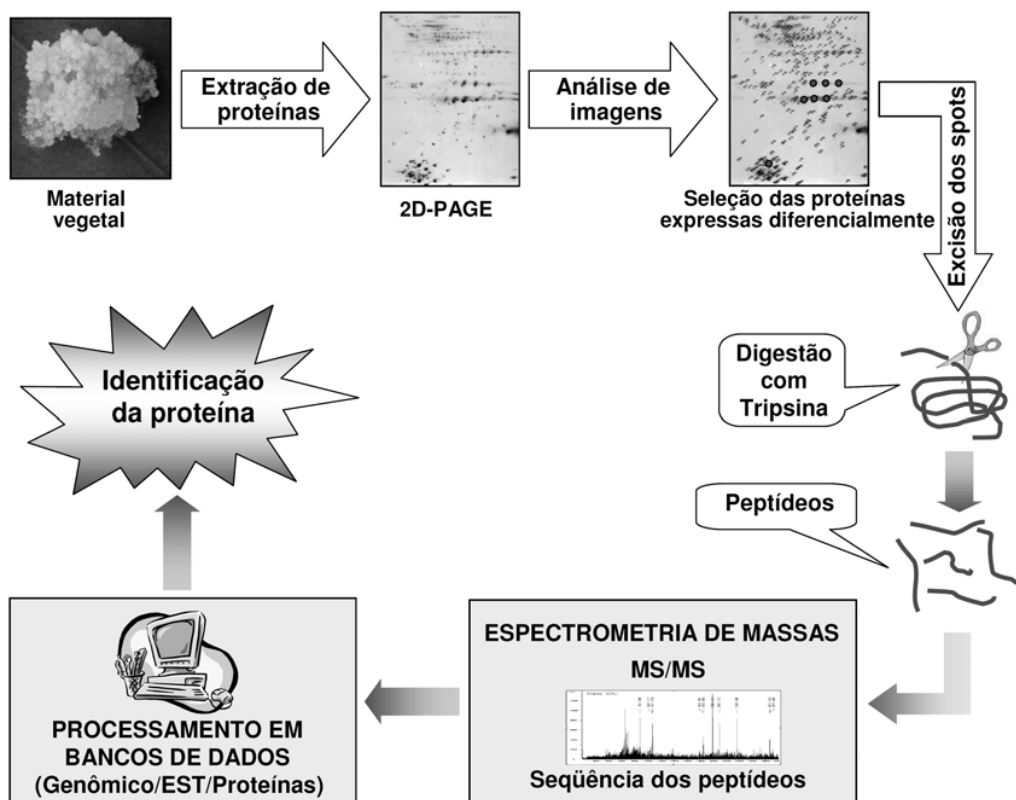 Extração de
proteínas
Análise de
imagens
Excisão dos spots
Material
vegetal
2D-PAGE
Seleção das proteínas
expressas diferencialmente
Digestão
com
Tripsina
Peptídeos
ESPECTROMETRIA DE MASSAS
MS/MS
Seqüência dos peptídeos
PROCESSAMENTO EM
BANCOS DE DADOS
(Genômico/EST/Proteínas)
Identificação
da proteína